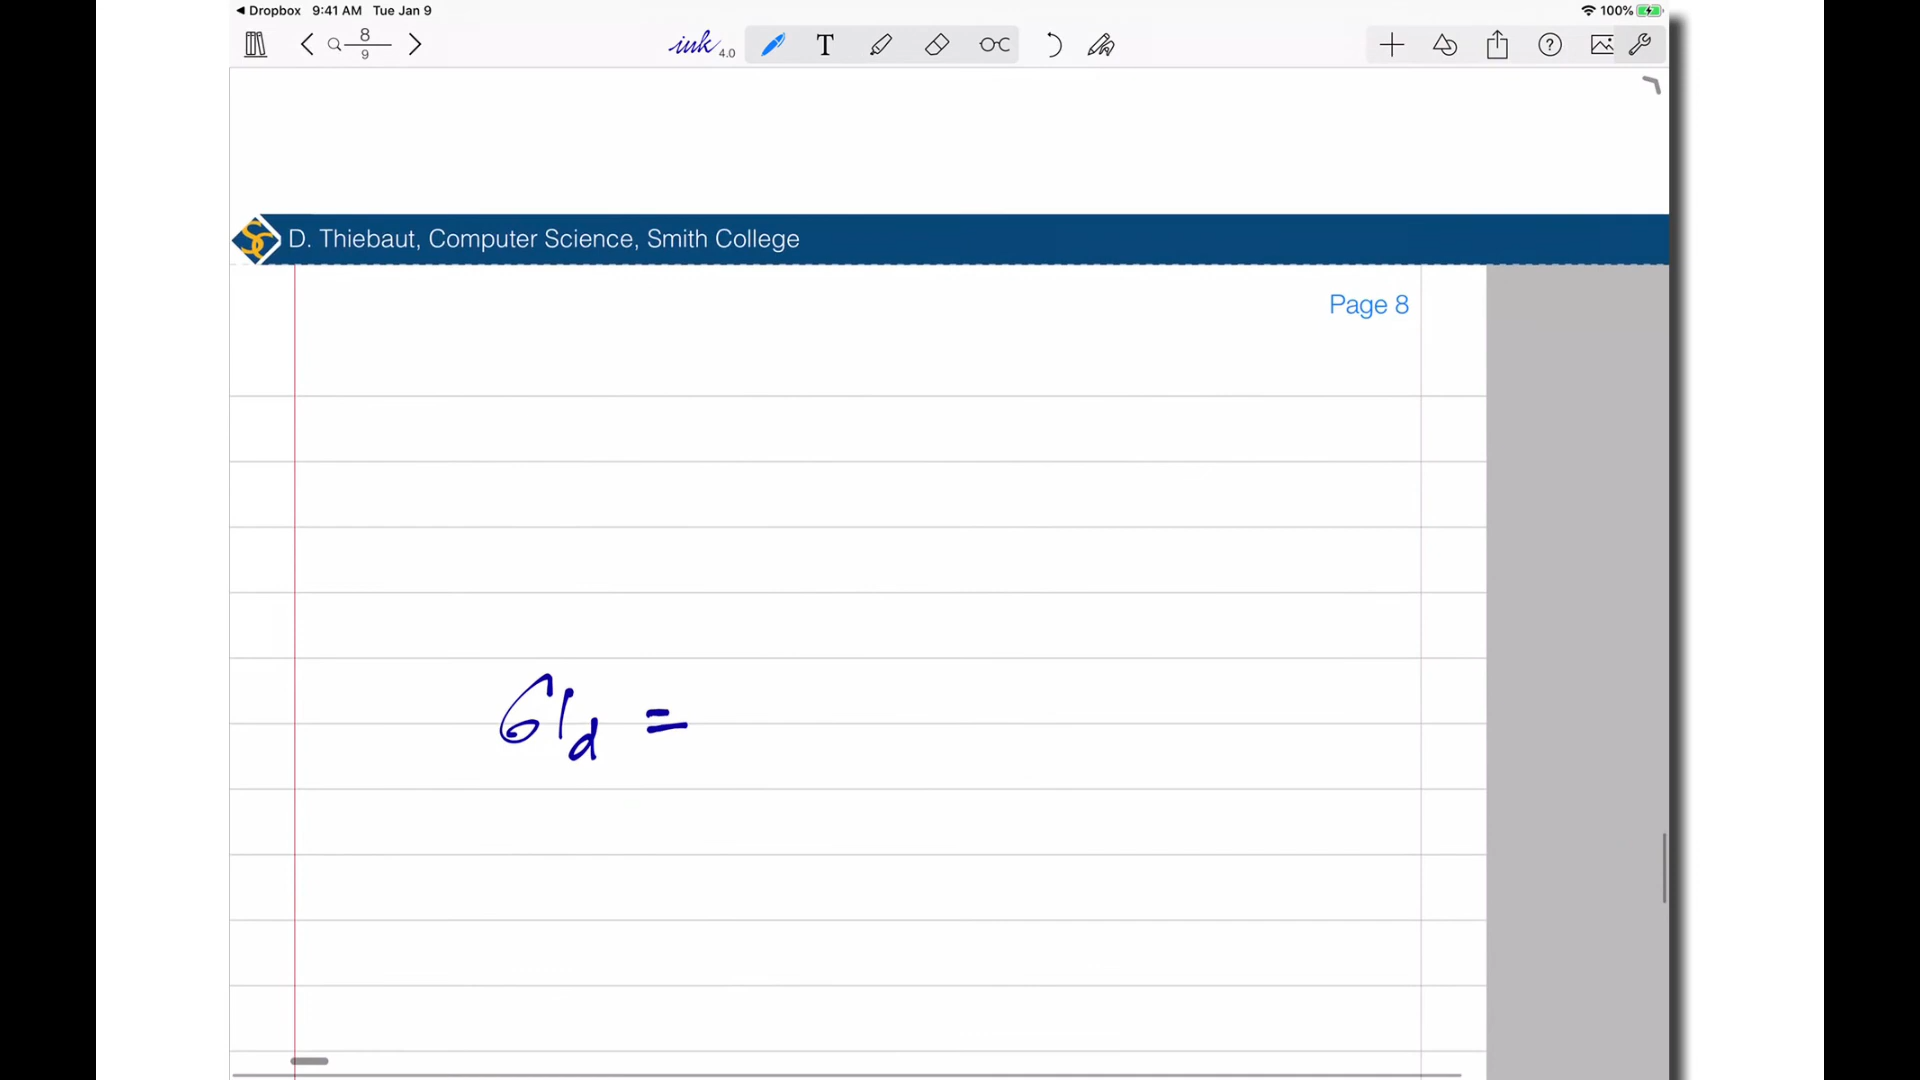 Dropbox 9:41 AM Tue Jan 9 100%
8
9
ink 4.0 T ?
D. Thiebaut, Computer Science, Smith College
Page 8
61d =